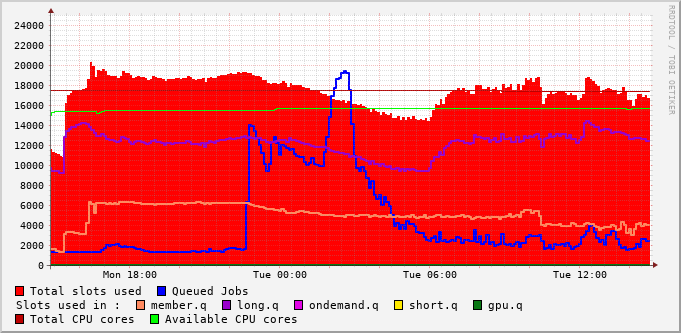 24000
22000
20000
18000
16000
14000
12000
10000
8000
6000
4000
2000
0
Mon 18:00 Tue 00:00 Tue 06:00 Tue 12:00
RRDTOOL / TOBI OETIKER
Total slots used Queued Jobs
Slots used in : member.q long.q ondemand.q short.q gpu.q
Total CPU cores Available CPU cores